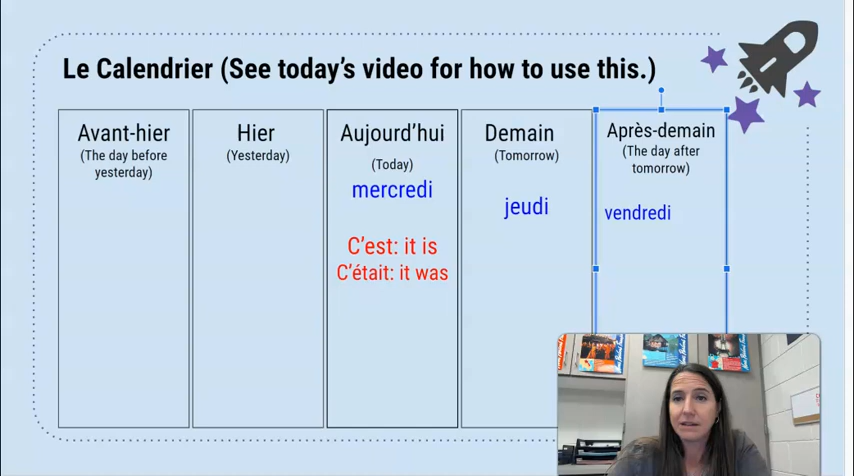 Le Calendrier (See today's video for how to use this.)
Avant-hier
(The day before
yesterday)
Hier
(Yesterday)
Aujourd'hui
(Today)
mercredi
C'est: it is
C'était: it was
Demain
(Tomorrow)
jeudi
Après-demain
(The day after
tomorrow)
vendredi